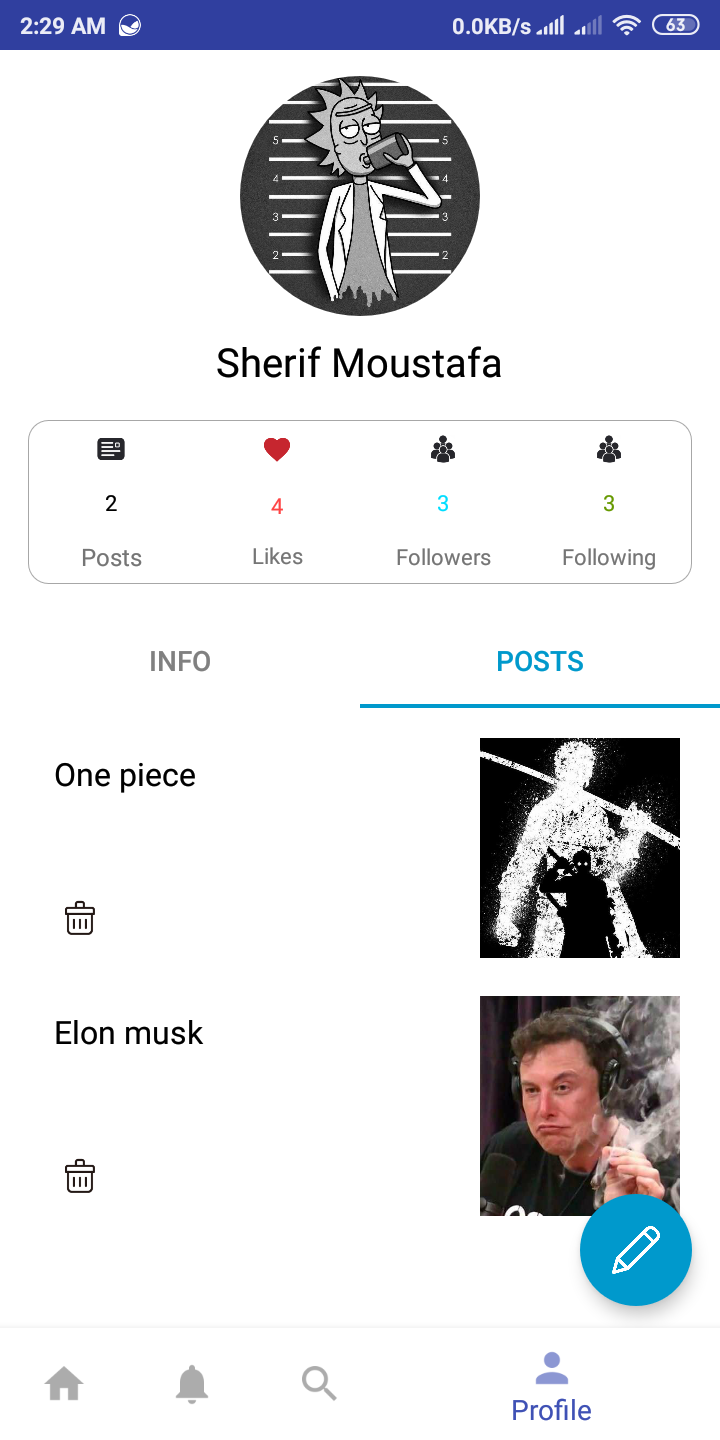 2:29 AM 0.0KB/s 63
5 5
4 4
3 3
2 2
Sherif Moustafa
2 4 3 3
Posts Likes Followers Following
INFO POSTS
One piece
Elon musk
Profile